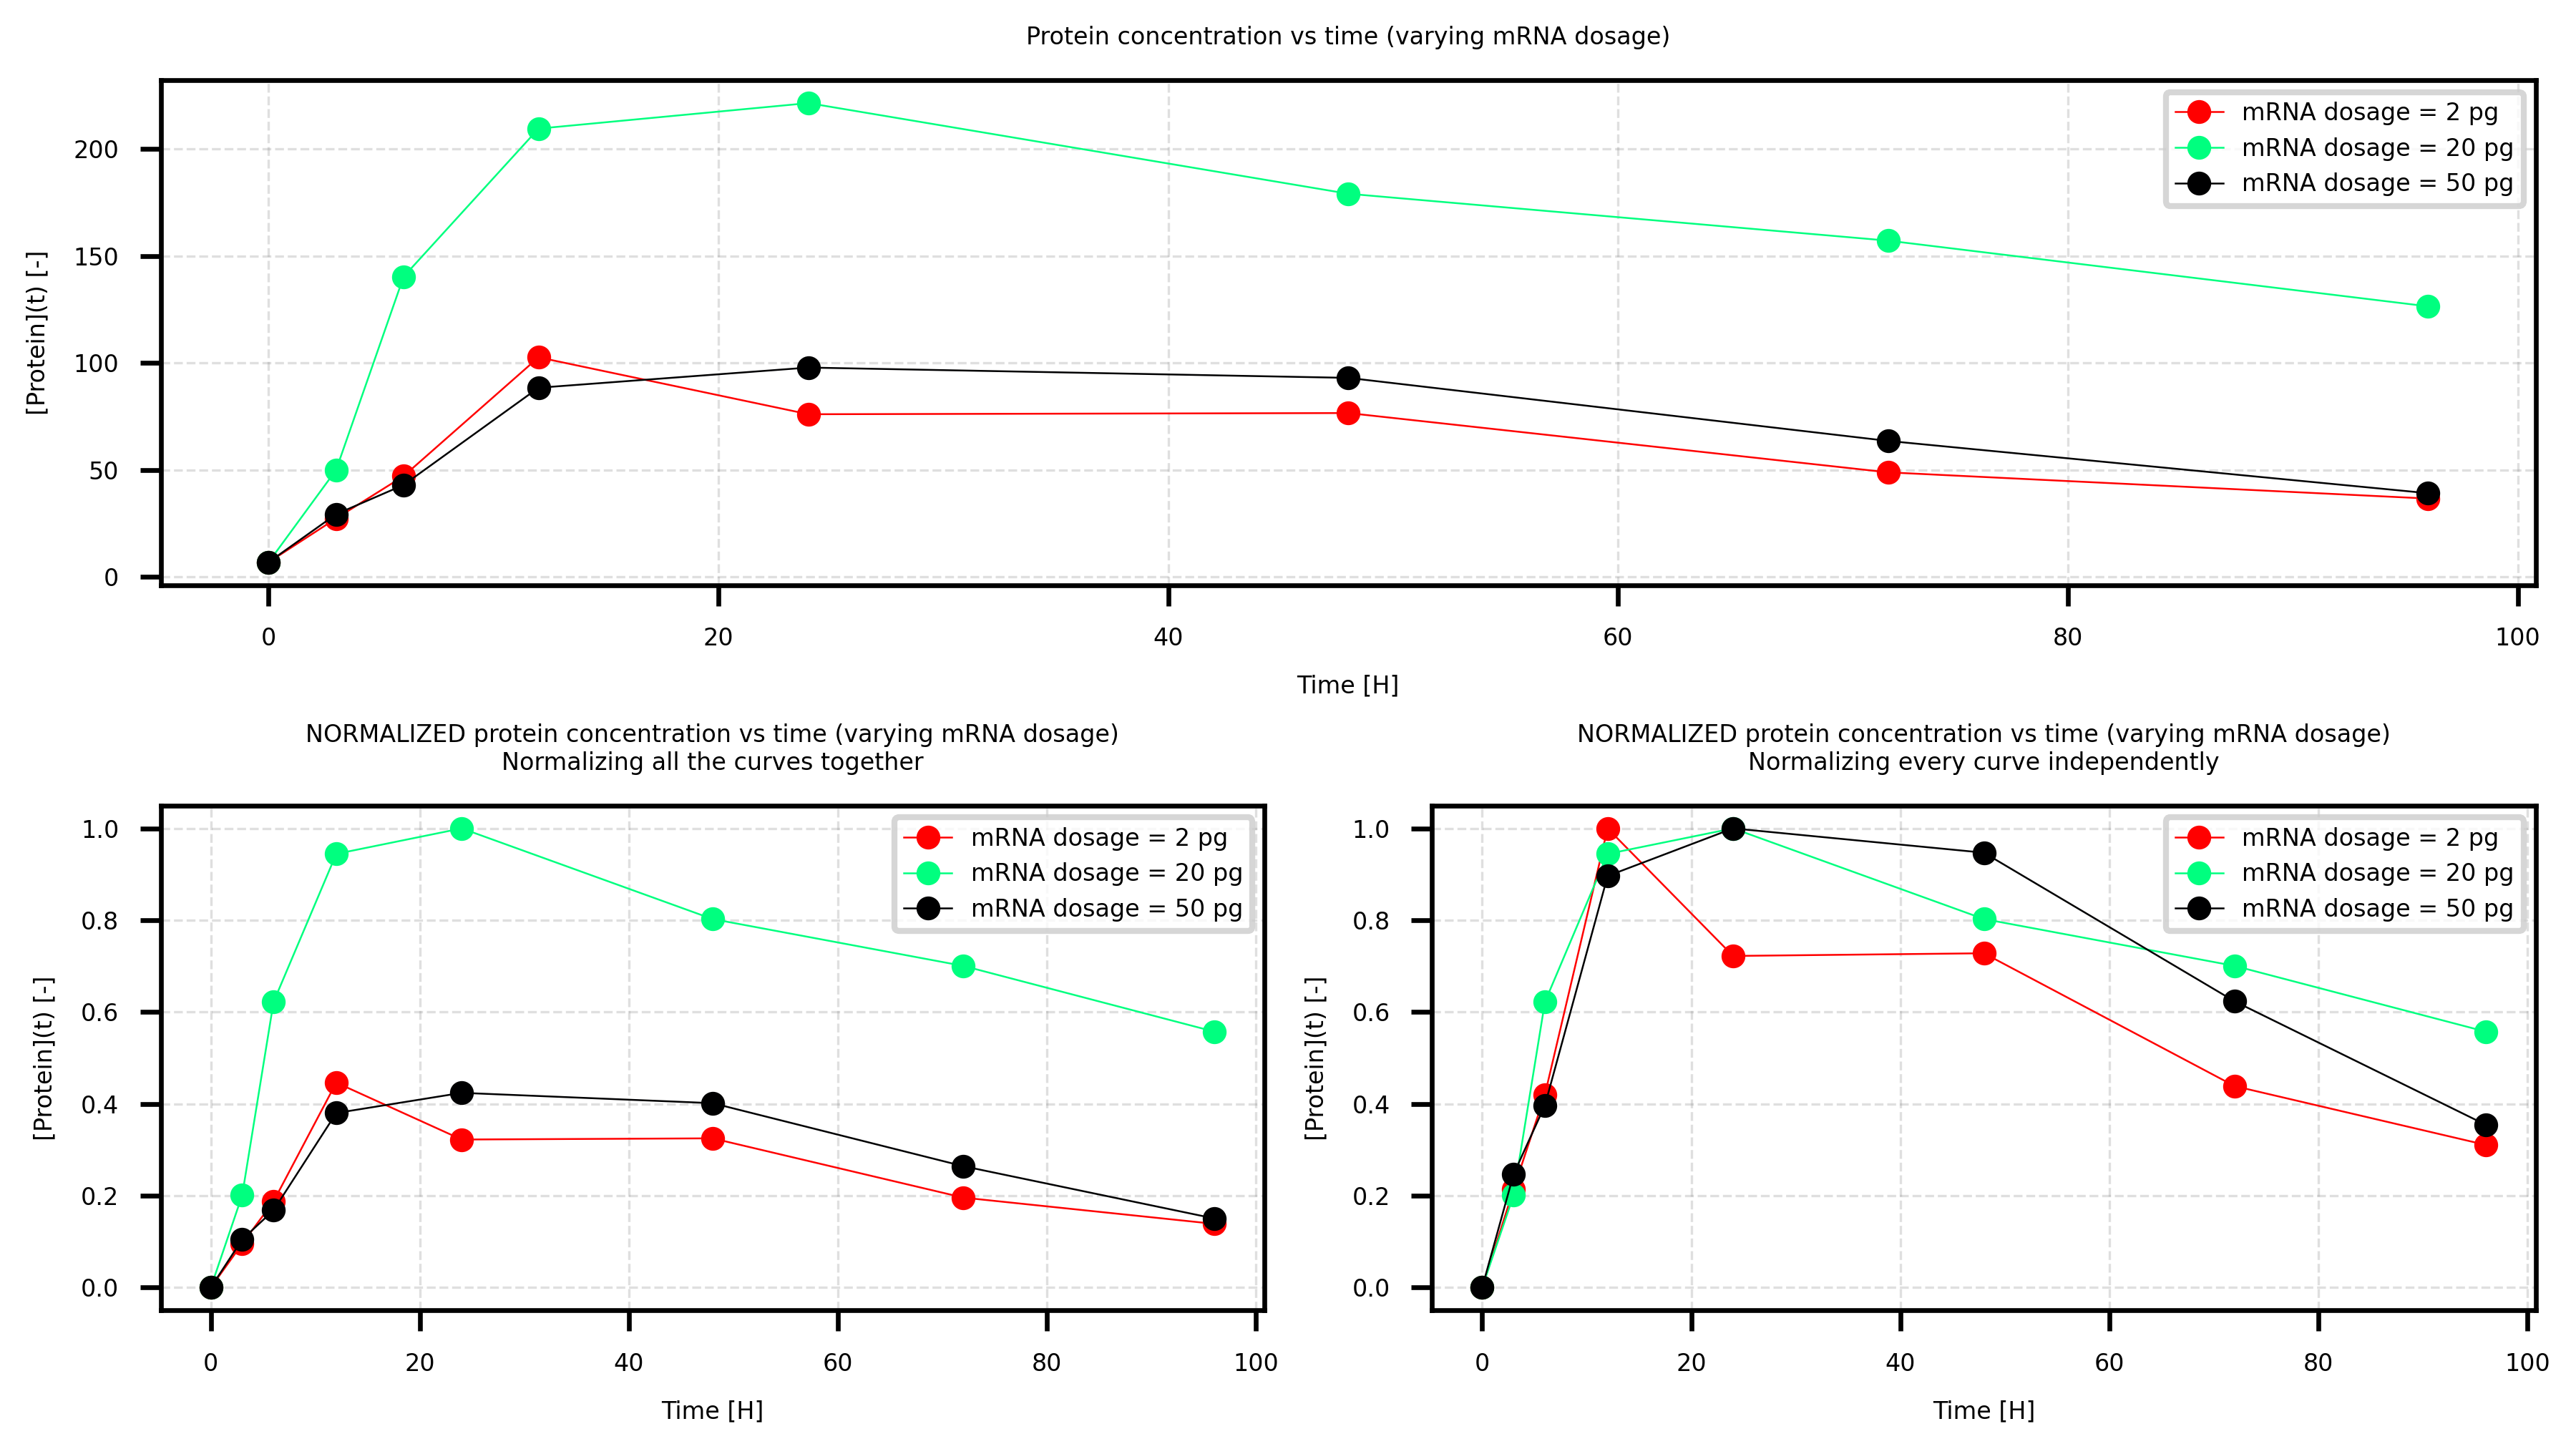 Protein concentration vs time (varying mRNA dosage)
[Protein](t) [-]
200
150
100
50
0
mRNA dosage = 2 pg
mRNA dosage = 20 pg
mRNA dosage = 50 pg
0 20 40 60 80 100
Time [H]
NORMALIZED protein concentration vs time (varying mRNA dosage)
Normalizing all the curves together
[Protein](t) [-]
1.0
0.8
0.6
0.4
0.2
0.0
mRNA dosage = 2 pg
mRNA dosage = 20 pg
mRNA dosage = 50 pg
0 20 40 60 80 100
Time [H]
NORMALIZED protein concentration vs time (varying mRNA dosage)
Normalizing every curve independently
[Protein](t) [-]
1.0
0.8
0.6
0.4
0.2
0.0
mRNA dosage = 2 pg
mRNA dosage = 20 pg
mRNA dosage = 50 pg
0 20 40 60 80 100
Time [H]